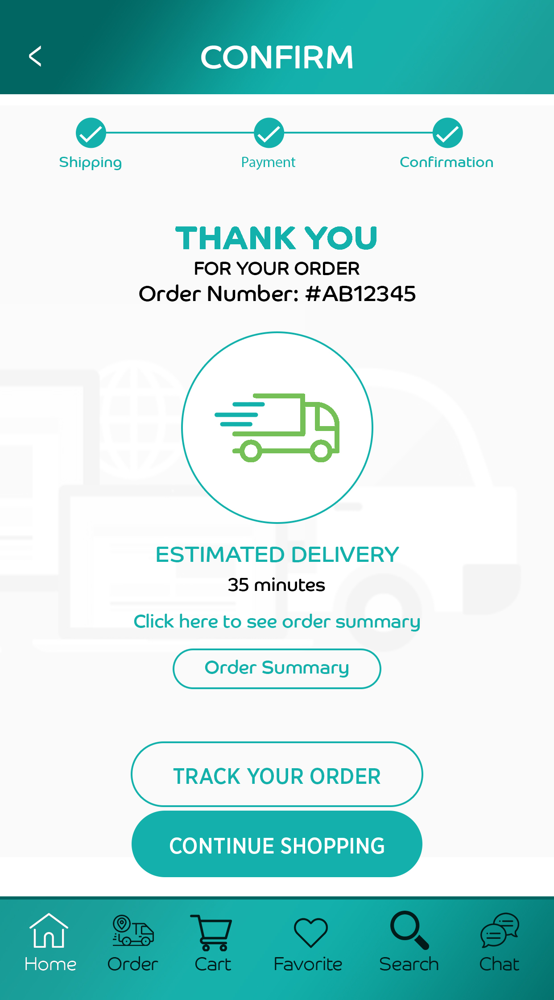 CONFIRM
Shipping
Payment
Confirmation
THANK YOU
FOR YOUR ORDER
Order Number: #AB12345
ESTIMATED DELIVERY
35 minutes
Click here to see order summary
Order Summary
TRACK YOUR ORDER
CONTINUE SHOPPING
Home
Order
Cart
Favorite
Search
Chat